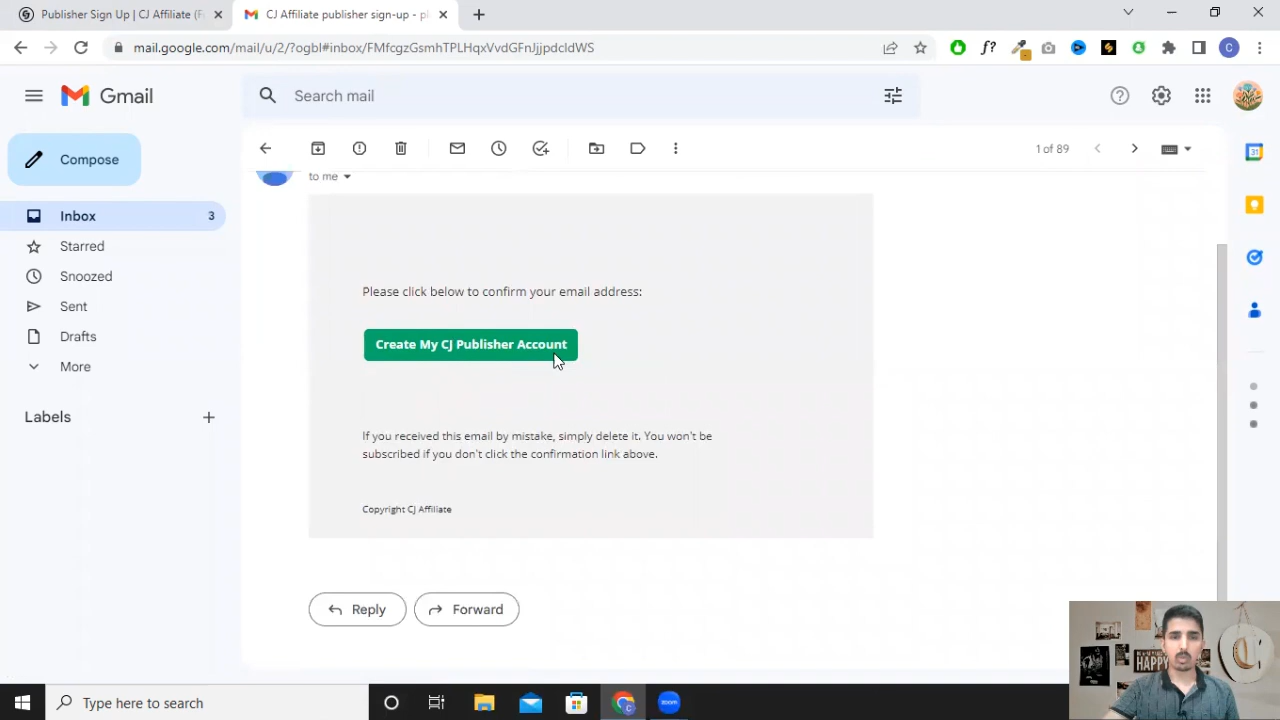 Publisher Sign Up | CJ Affiliate (F
CJ Affiliate publisher sign-up - pl
mail.google.com/mail/u/2/?ogbl#inbox/FMfcgzGsmhTPLHqxVvdGFnJjjpdcldWS
f?
C
Gmail
Search mail
Compose
1 of 89
Inbox
3
Starred
Snoozed
Sent
Drafts
More
Labels
to me
Please click below to confirm your email address:
Create My CJ Publisher Account
If you received this email by mistake, simply delete it. You won't be
subscribed if you don't click the confirmation link above.
Copyright CJ Affiliate
Reply
Forward
31
HAPPY
Type here to search
C
zoom